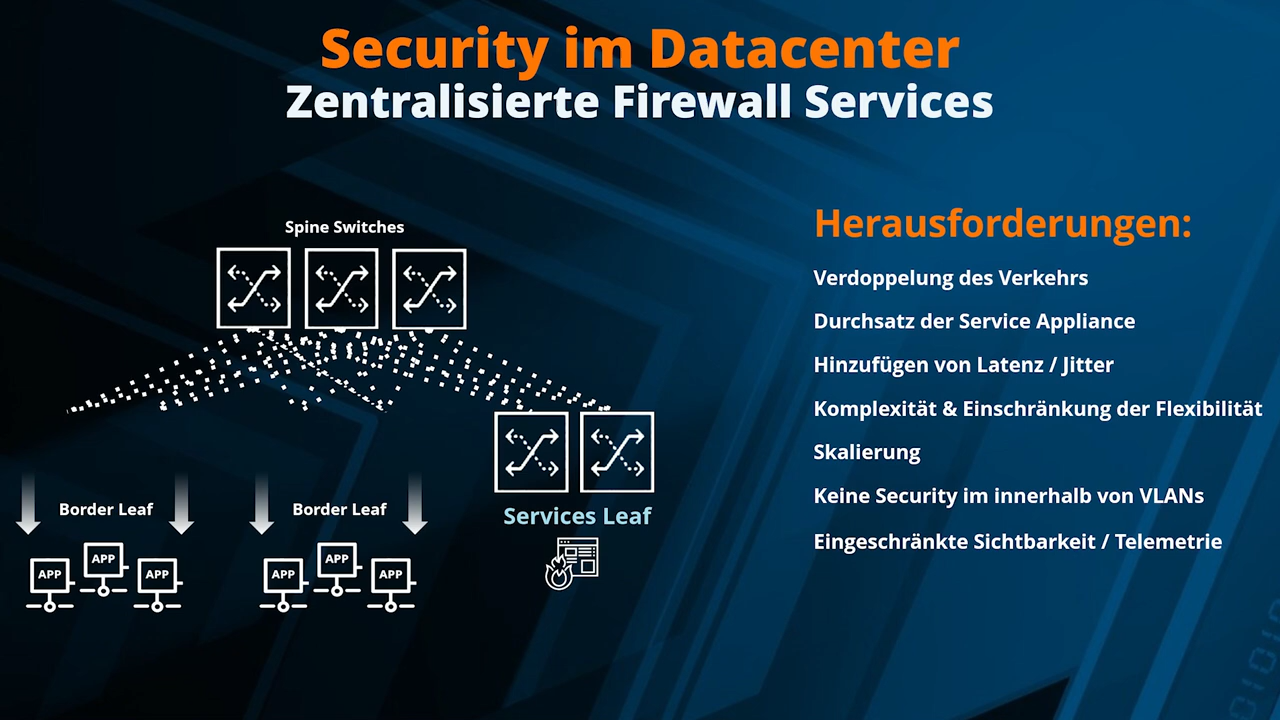 Security im Datacenter
Zentralisierte Firewall Services
Spine Switches
Border Leaf
Border Leaf
Services Leaf
APP
APP
APP
APP
APP
APP
Herausforderungen:
Verdoppelung des Verkehrs
Durchsatz der Service Appliance
Hinzufügen von Latenz / Jitter
Komplexität & Einschränkung der Flexibilität
Skalierung
Keine Security im innerhalb von VLANs
Eingeschränkte Sichtbarkeit / Telemetrie